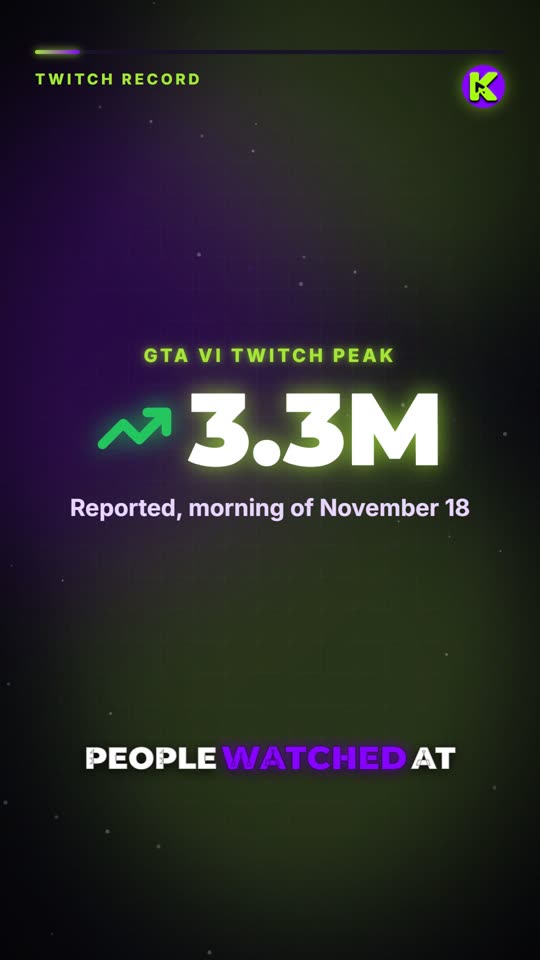 TWITCH RECORD
K
GTA VI TWITCH PEAK
3.3M
Reported, morning of November 18
PEOPLE WATCHED AT